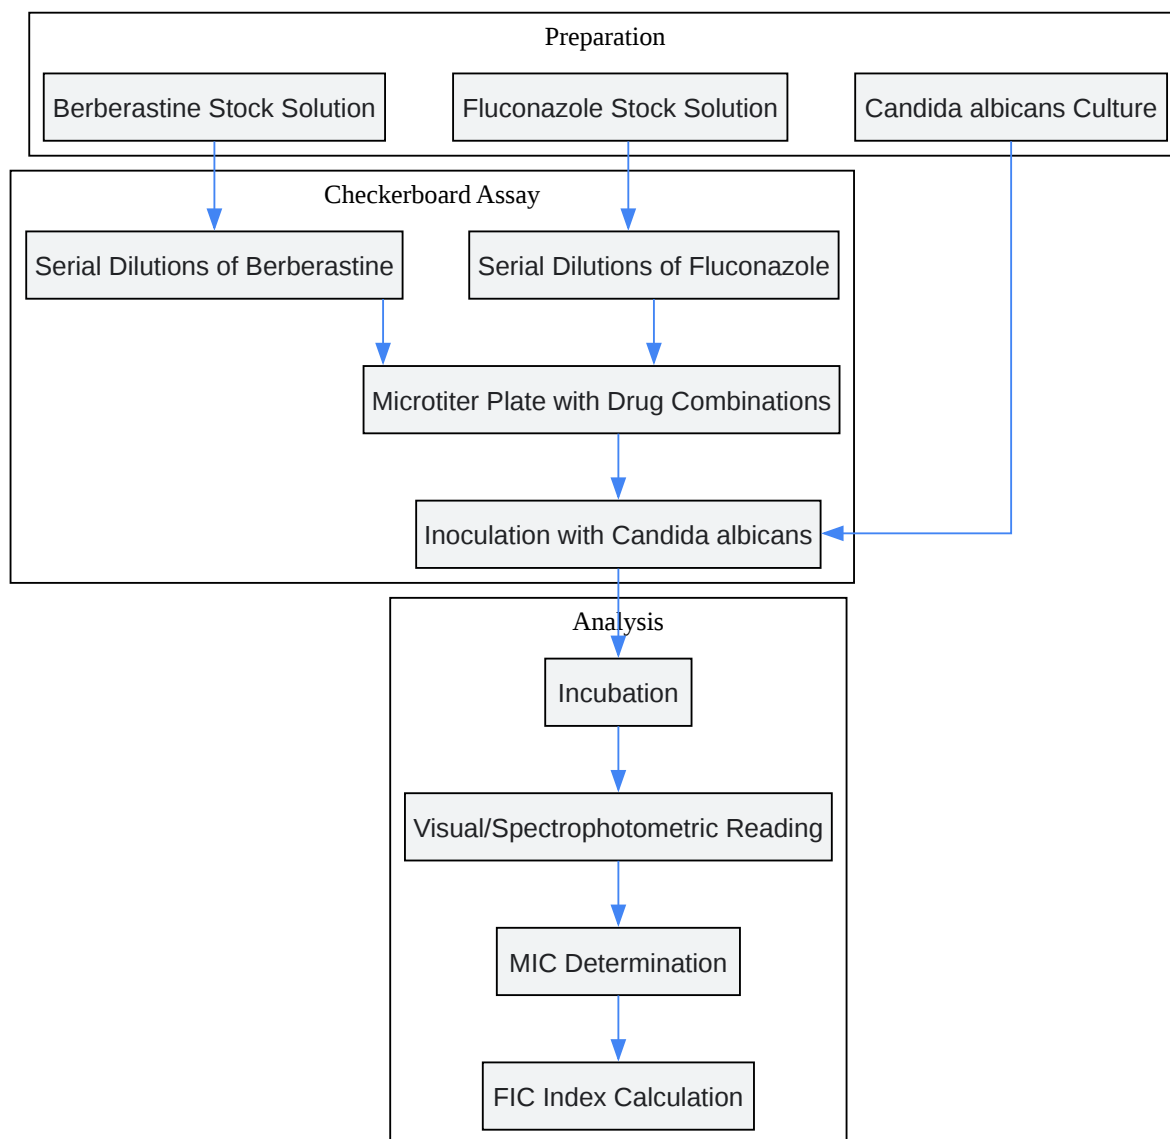 Preparation
Berberastine Stock Solution
Fluconazole Stock Solution
Candida albicans Culture
Checkerboard Assay
Serial Dilutions of Berberastine
Serial Dilutions of Fluconazole
Microtiter Plate with Drug Combinations
Inoculation with Candida albicans
Analysis
Incubation
Visual/Spectrophotometric Reading
MIC Determination
FIC Index Calculation